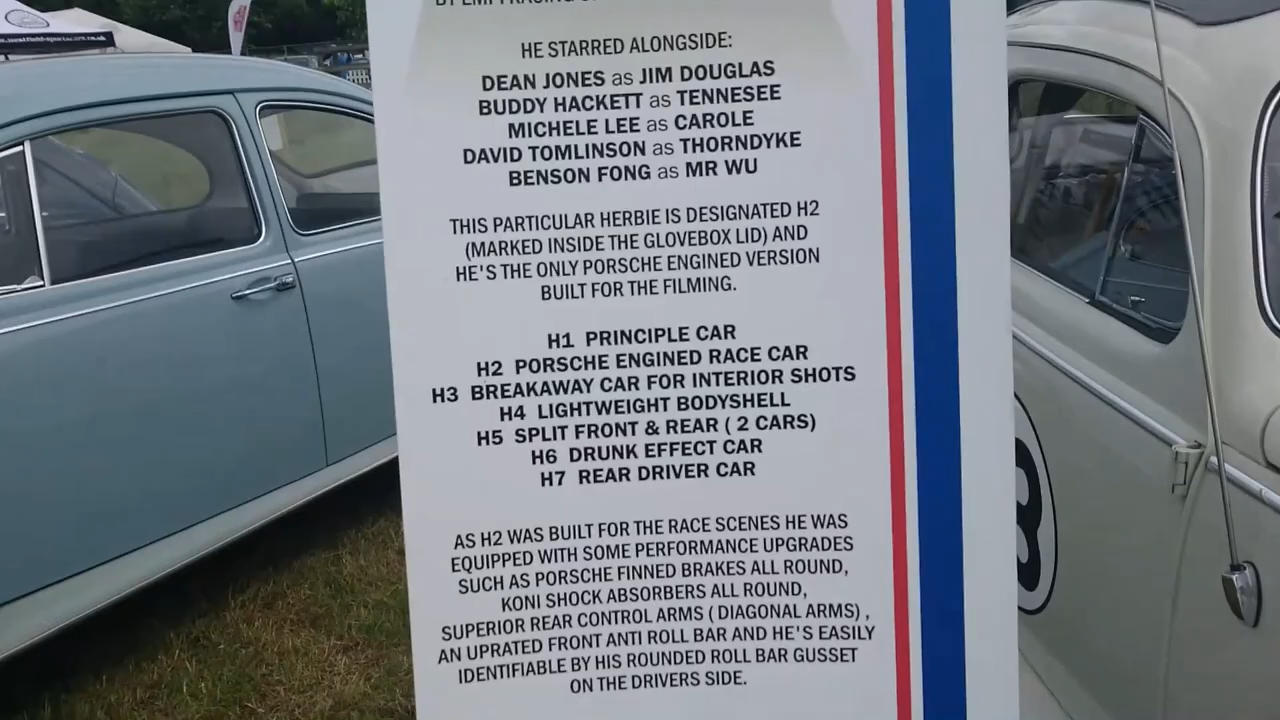 HE STARRED ALONGSIDE:
DEAN JONES as JIM DOUGLAS
BUDDY HACKETT as TENNESEE
MICHELE LEE as CAROLE
DAVID TOMLINSON as THORNDYKE
BENSON FONG as MR WU
THIS PARTICULAR HERBIE IS DESIGNATED H2
(MARKED INSIDE THE GLOVEBOX LID) AND
HE'S THE ONLY PORSCHE ENGINED VERSION
BUILT FOR THE FILMING.
H1 PRINCIPLE CAR
H2 PORSCHE ENGINED RACE CAR
H3 BREAKAWAY CAR FOR INTERIOR SHOTS
H4 LIGHTWEIGHT BODYSHELL
H5 SPLIT FRONT & REAR ( 2 CARS)
H6 DRUNK EFFECT CAR
H7 REAR DRIVER CAR
AS H2 WAS BUILT FOR THE RACE SCENES HE WAS
EQUIPPED WITH SOME PERFORMANCE UPGRADES
SUCH AS PORSCHE FINNED BRAKES ALL ROUND,
KONI SHOCK ABSORBERS ALL ROUND,
SUPERIOR REAR CONTROL ARMS ( DIAGONAL ARMS) ,
AN UPRATED FRONT ANTI ROLL BAR AND HE'S EASILY
IDENTIFIABLE BY HIS ROUNDED ROLL BAR GUSSET
ON THE DRIVERS SIDE.